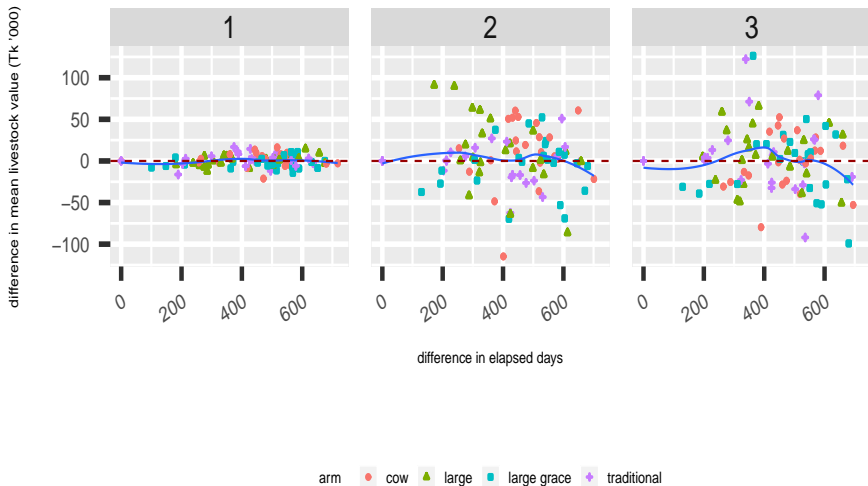 1 2 3
difference in mean livestock value (Tk '000)
100
50
0
−50
−100
0 200 400 600 0 200 400 600 0 200 400 600
difference in elapsed days
arm cow large large grace traditional